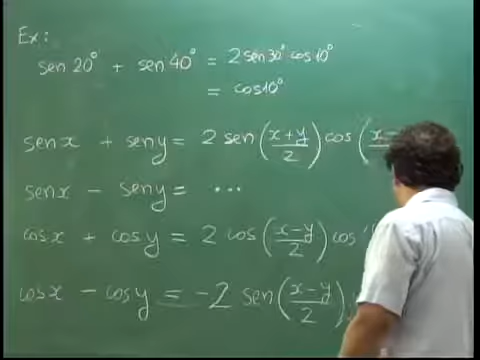 Ex:
sen 20° + sen 40° = 2 sen 30° cos 10°
= cos 10°
sen x + sen y = 2 sen (x+y/2) cos (x-
sen x - sen y = ...
cos x + cos y = 2 cos (x-y/2) cos
cos x - cos y = -2 sen (x-y/2)